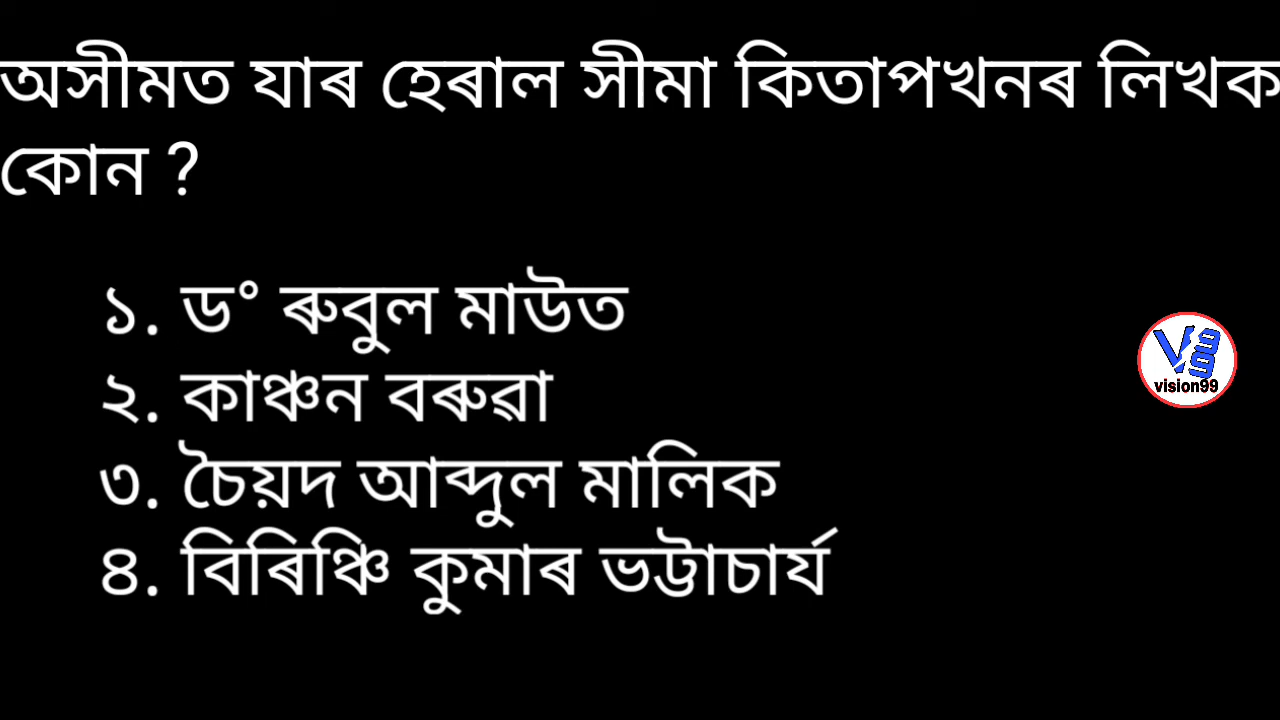 অসীমত যাৰ হেৰাল সীমা কিতাপখনৰ লিখক
কোন ?
১. ড° ৰুবুল মাউত
২. কাঞ্চন বৰুৱা
৩. চৈয়দ আব্দুল মালিক
৪. বিৰিঞ্চি কুমাৰ ভট্টাচাৰ্য
V99
vision99